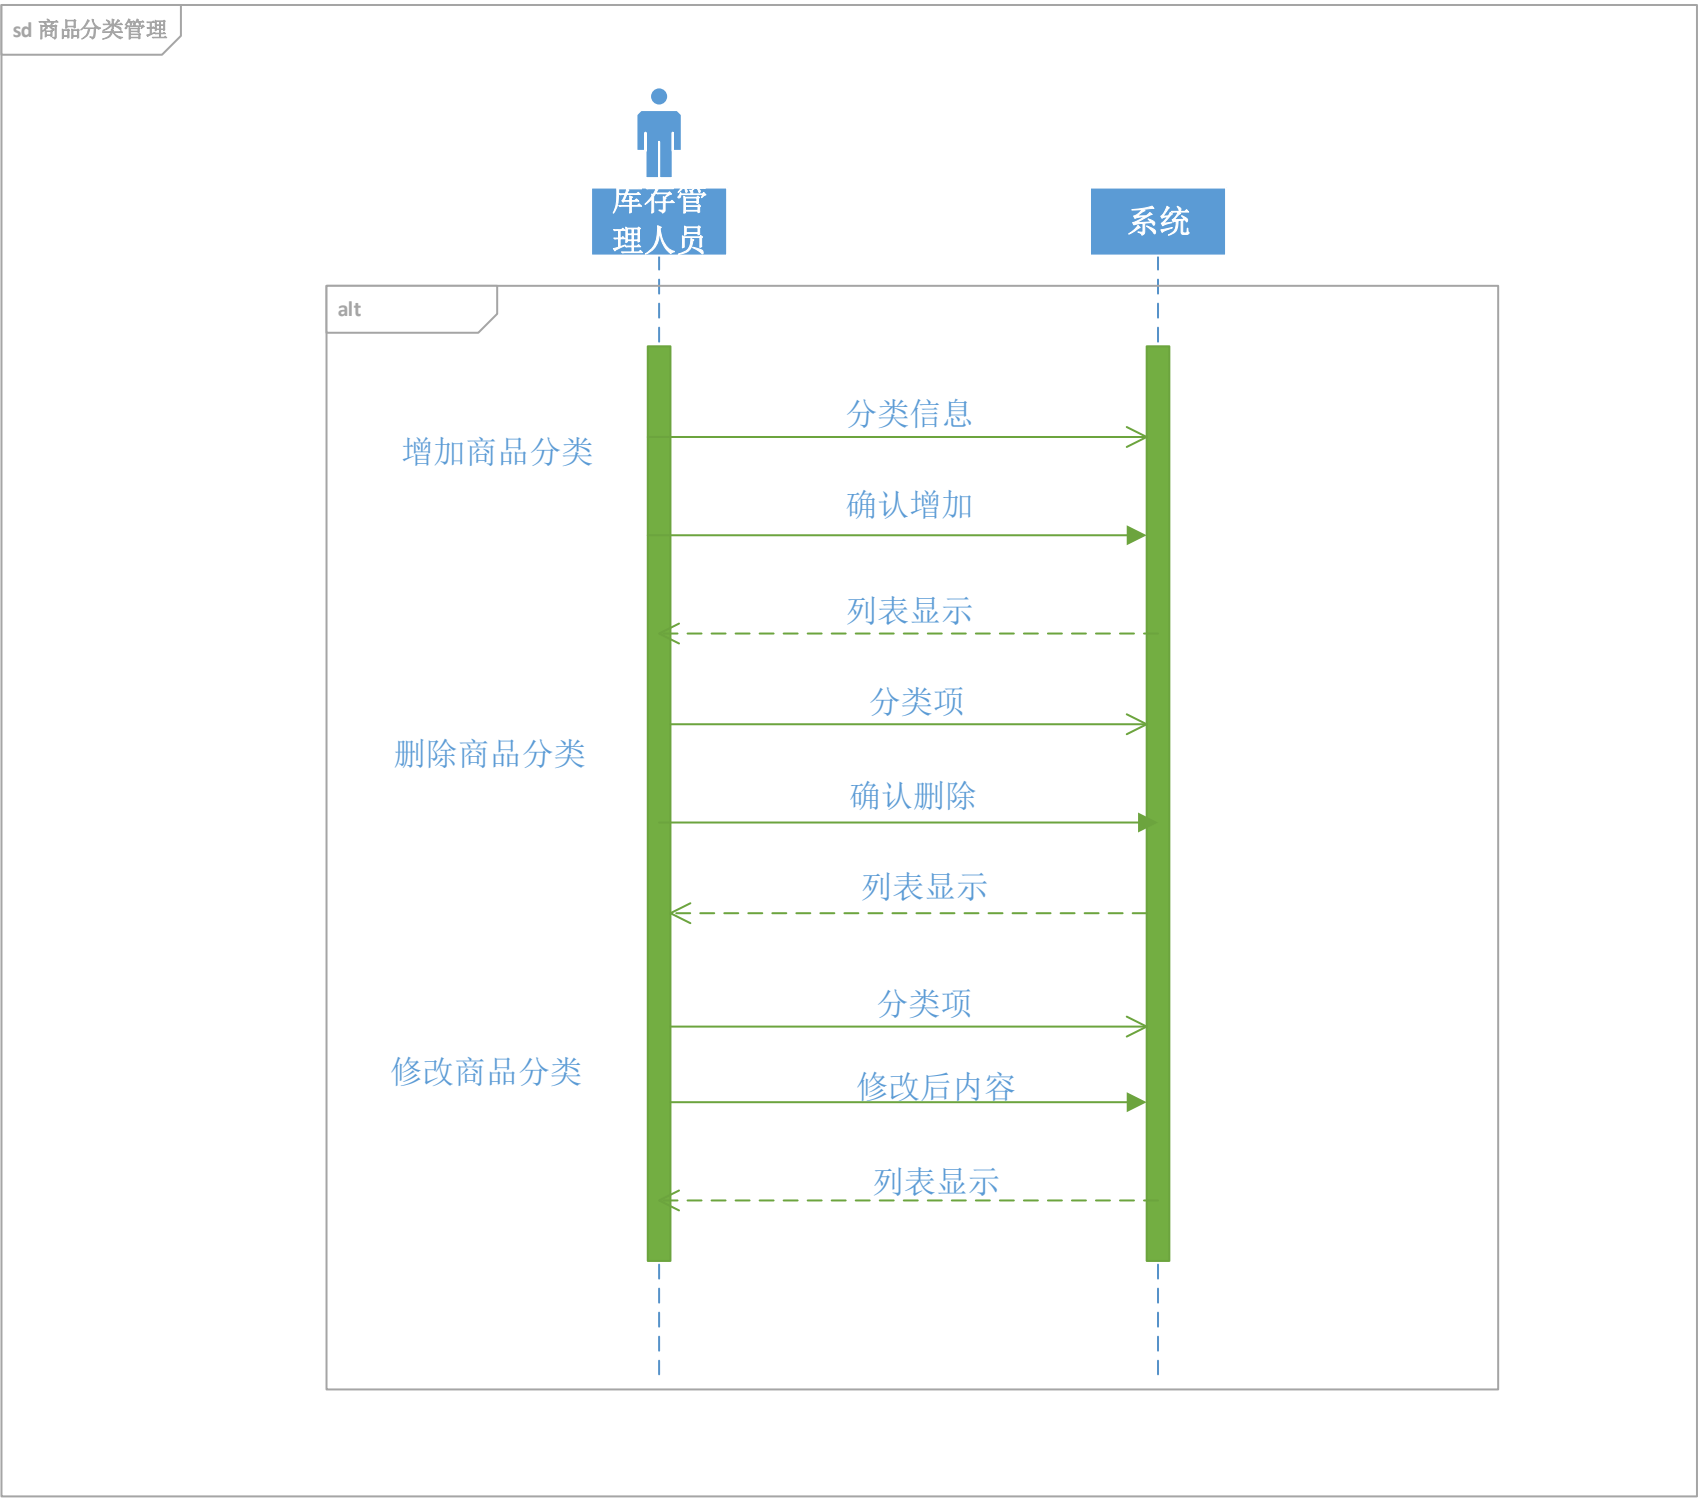 sd 商品分类管理
库存管
理人员
系统
alt
分类信息
增加商品分类
确认增加
列表显示
分类项
删除商品分类
确认删除
列表显示
分类项
修改商品分类
修改后内容
列表显示